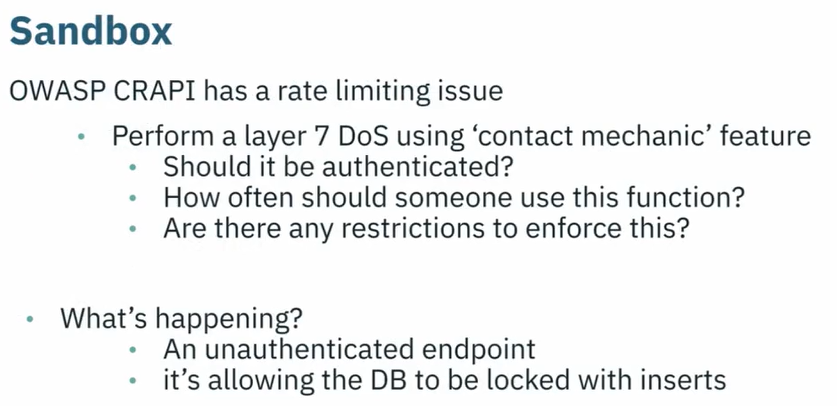 Sandbox
OWASP CRAPI has a rate limiting issue
• Perform a layer 7 DoS using ‘contact mechanic’ feature
• Should it be authenticated?
• How often should someone use this function?
• Are there any restrictions to enforce this?
• What’s happening?
• An unauthenticated endpoint
• it’s allowing the DB to be locked with inserts